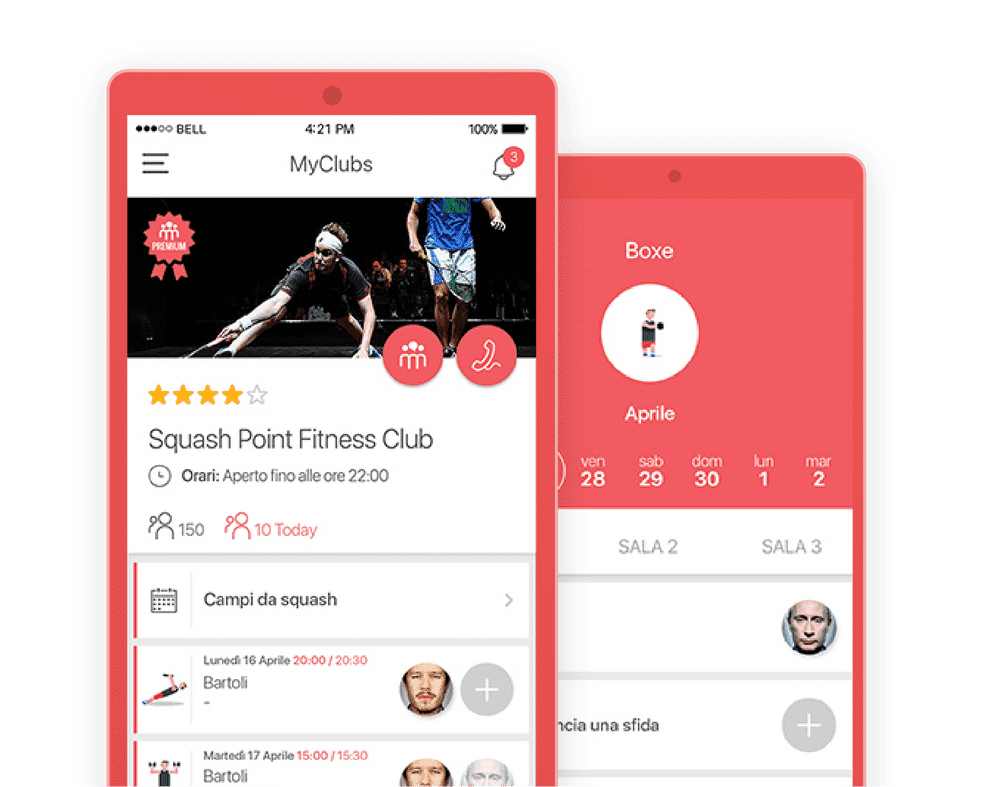 BELL 4:21 PM 100%
MyClubs
3
PREMIUM
Squash Point Fitness Club
Orari: Aperto fino alle ore 22:00
150 10 Today
Campi da squash
Lunedì 16 Aprile 20:00 / 20:30
Bartoli
-
Martedì 17 Aprile 15:00 / 15:30
Bartoli
Boxe
Aprile
ven sab dom lun mar
28 29 30 1 2
SALA 2 SALA 3
una sfida